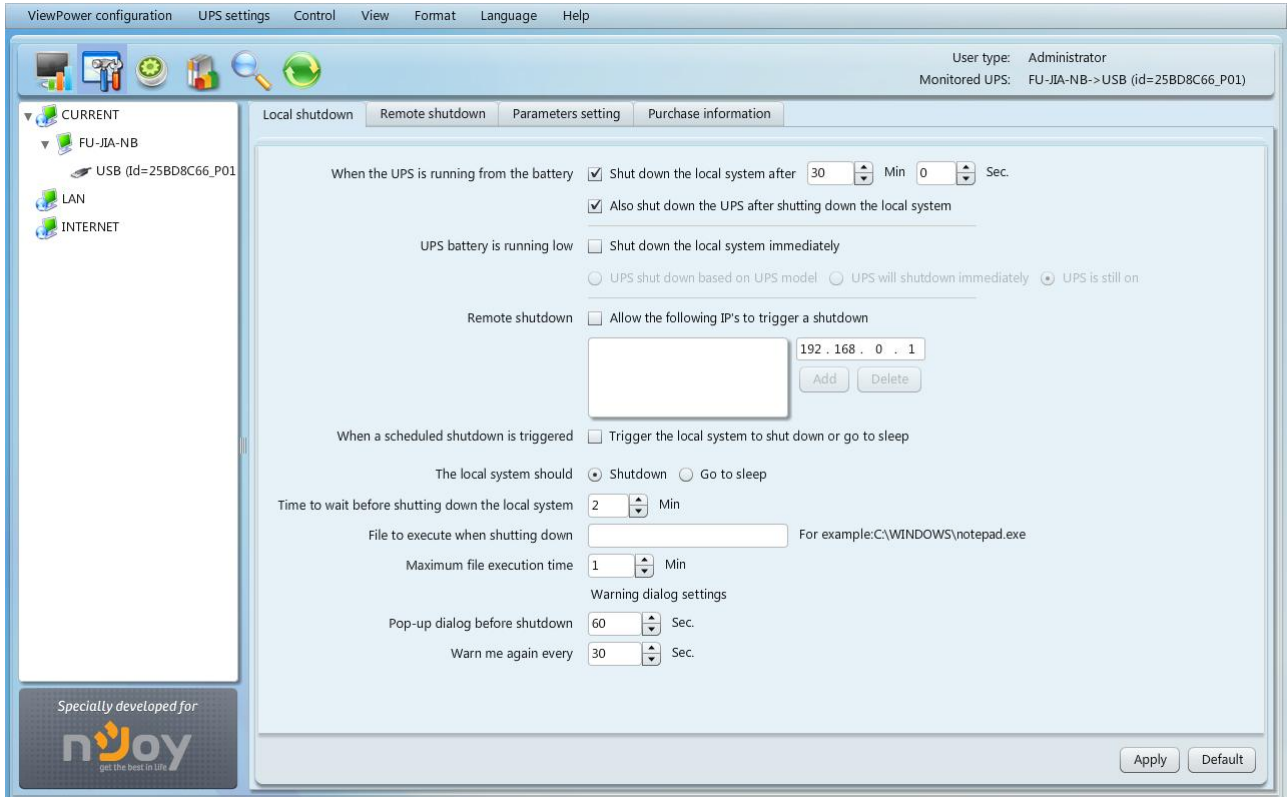 ViewPower configuration UPS settings Control View Format Language Help
User type: Administrator
Monitored UPS: FU-JIA-NB->USB (id=25BD8C66_P01)
CURRENT
FU-JIA-NB
USB (Id=25BD8C66_P01
LAN
INTERNET
Local shutdown Remote shutdown Parameters setting Purchase information
When the UPS is running from the battery Shut down the local system after 30 Min 0 Sec.
Also shut down the UPS after shutting down the local system
UPS battery is running low Shut down the local system immediately
UPS shut down based on UPS model UPS will shutdown immediately UPS is still on
Remote shutdown Allow the following IP's to trigger a shutdown
192 . 168 . 0 . 1
Add Delete
When a scheduled shutdown is triggered Trigger the local system to shut down or go to sleep
The local system should Shutdown Go to sleep
Time to wait before shutting down the local system 2 Min
File to execute when shutting down For example:C:\WINDOWS\notepad.exe
Maximum file execution time 1 Min
Warning dialog settings
Pop-up dialog before shutdown 60 Sec.
Warn me again every 30 Sec.
Specially developed for
nJoy
get the best in life
Apply Default